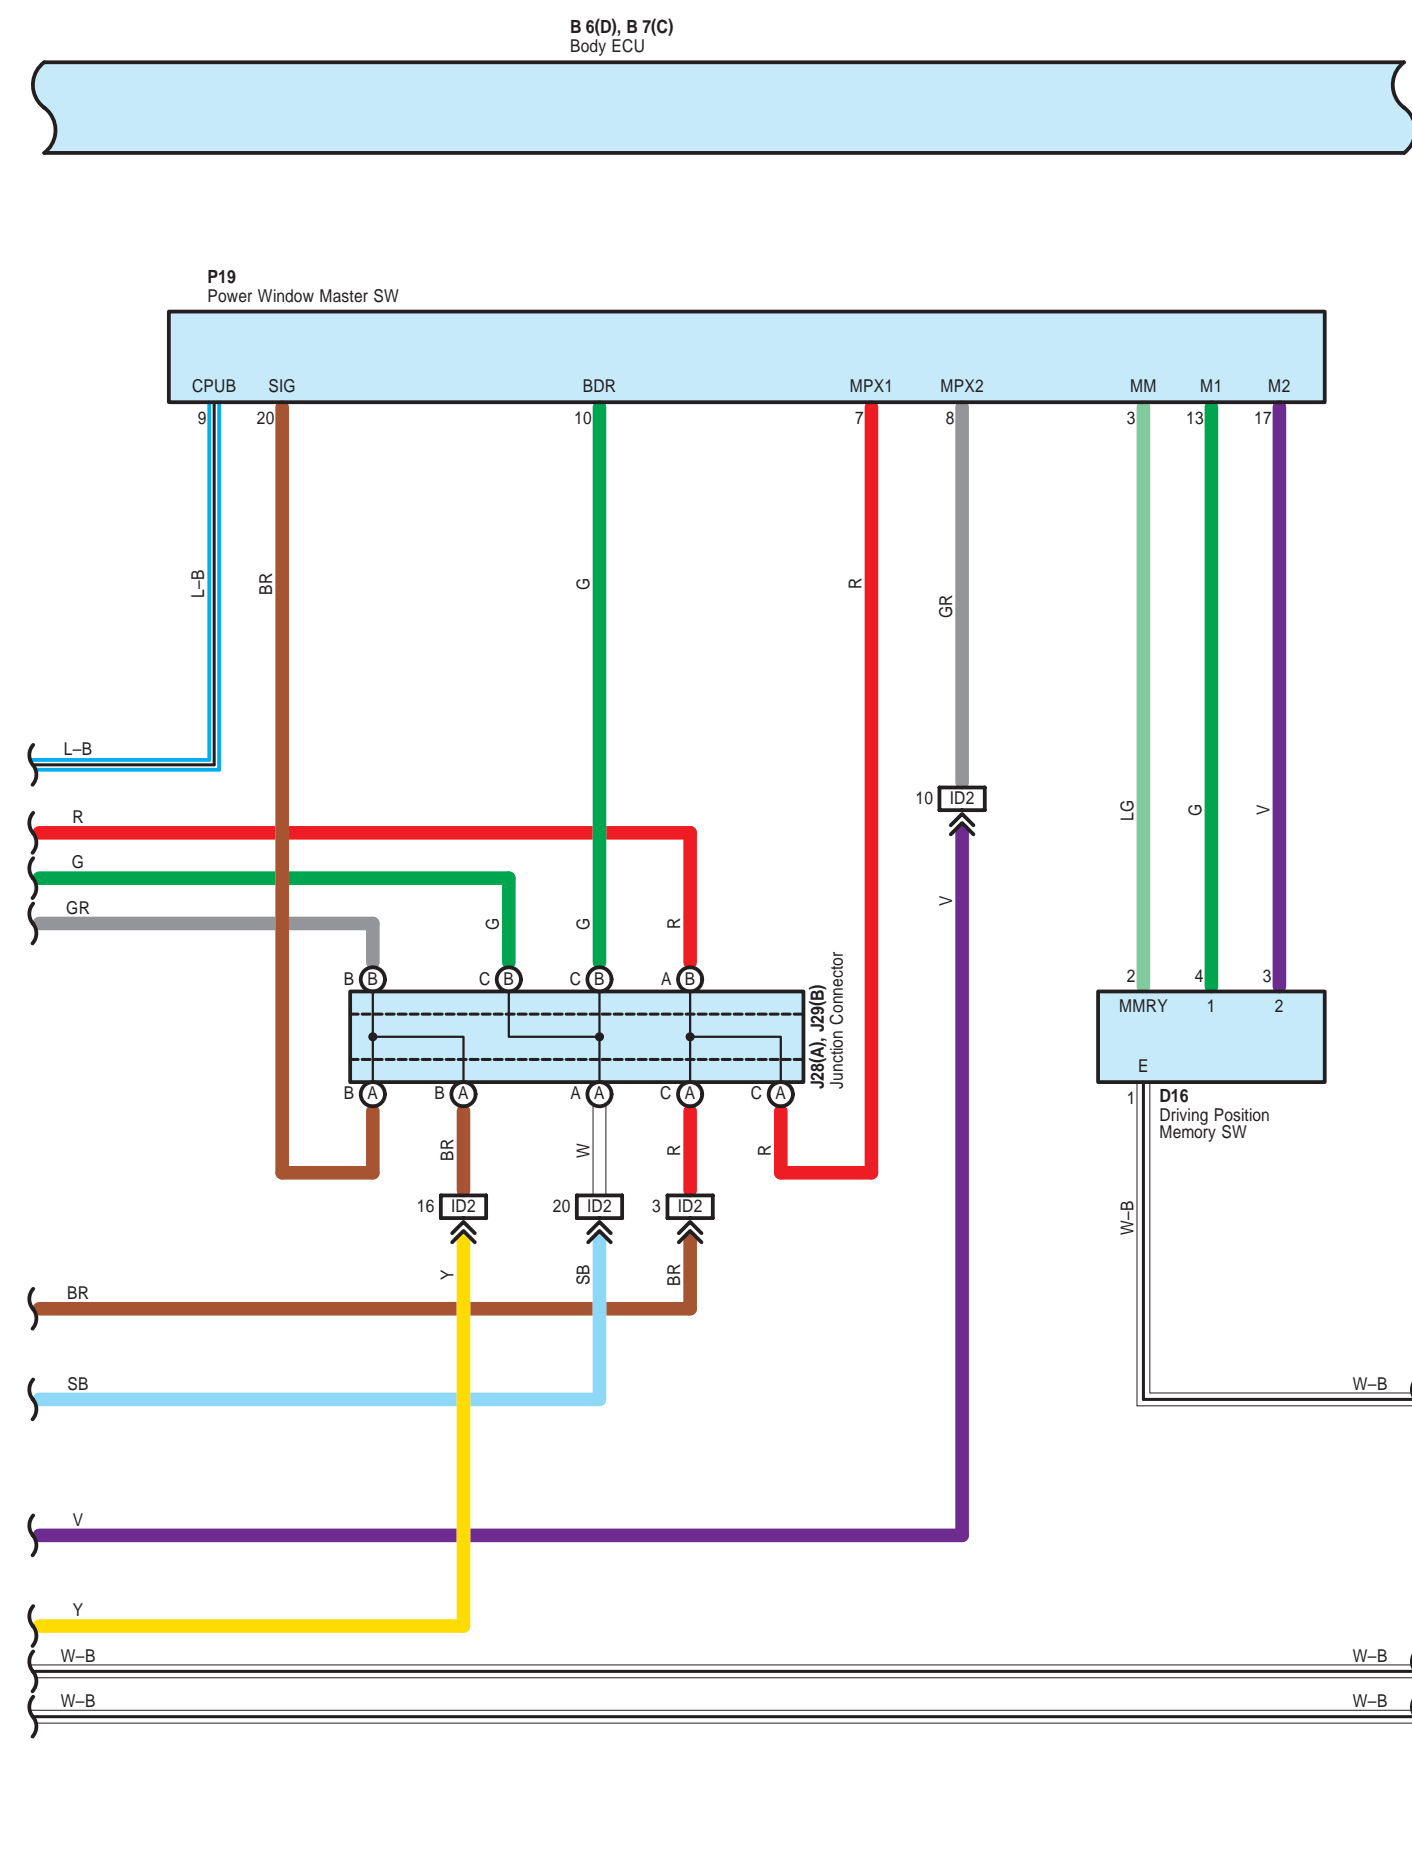 B 6(D), B 7(C)
Body ECU
P19
Power Window Master SW
CPUB SIG BDR MPX1 MPX2 MM M1 M2
9 20 10 7 8 3 13 17
L–B BR G R GR
L–B
R
G
GR
10 ID2
LG G V
V
G G R
B B C B C B A B
2 4 3
MMRY 1 2
E
J28(A), J29(B)
Junction Connector
B A B A A A C A C A
1 D16
Driving Position
Memory SW
BR W R R
16 ID2 20 ID2 3 ID2
W–B
Y SB BR
BR
SB W–B
V
Y
W–B W–B
W–B W–B